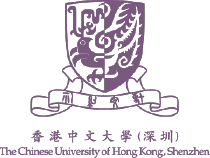 香港中文大學(深圳)
The Chinese University of Hong Kong, Shenzhen